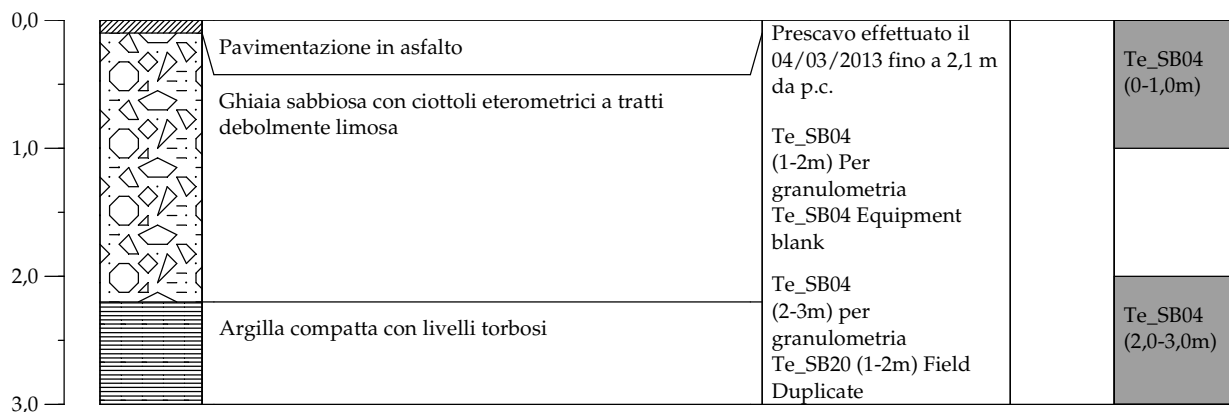 0,0
1,0
2,0
3,0
Pavimentazione in asfalto
Ghiaia sabbiosa con ciottoli eterometrici a tratti
debolmente limosa
Argilla compatta con livelli torbosi
Prescavo effettuato il
04/03/2013 fino a 2,1 m
da p.c.
Te_SB04
(1-2m) Per
granulometria
Te_SB04 Equipment
blank
Te_SB04
(2-3m) per
granulometria
Te_SB20 (1-2m) Field
Duplicate
Te_SB04
(0-1,0m)
Te_SB04
(2,0-3,0m)